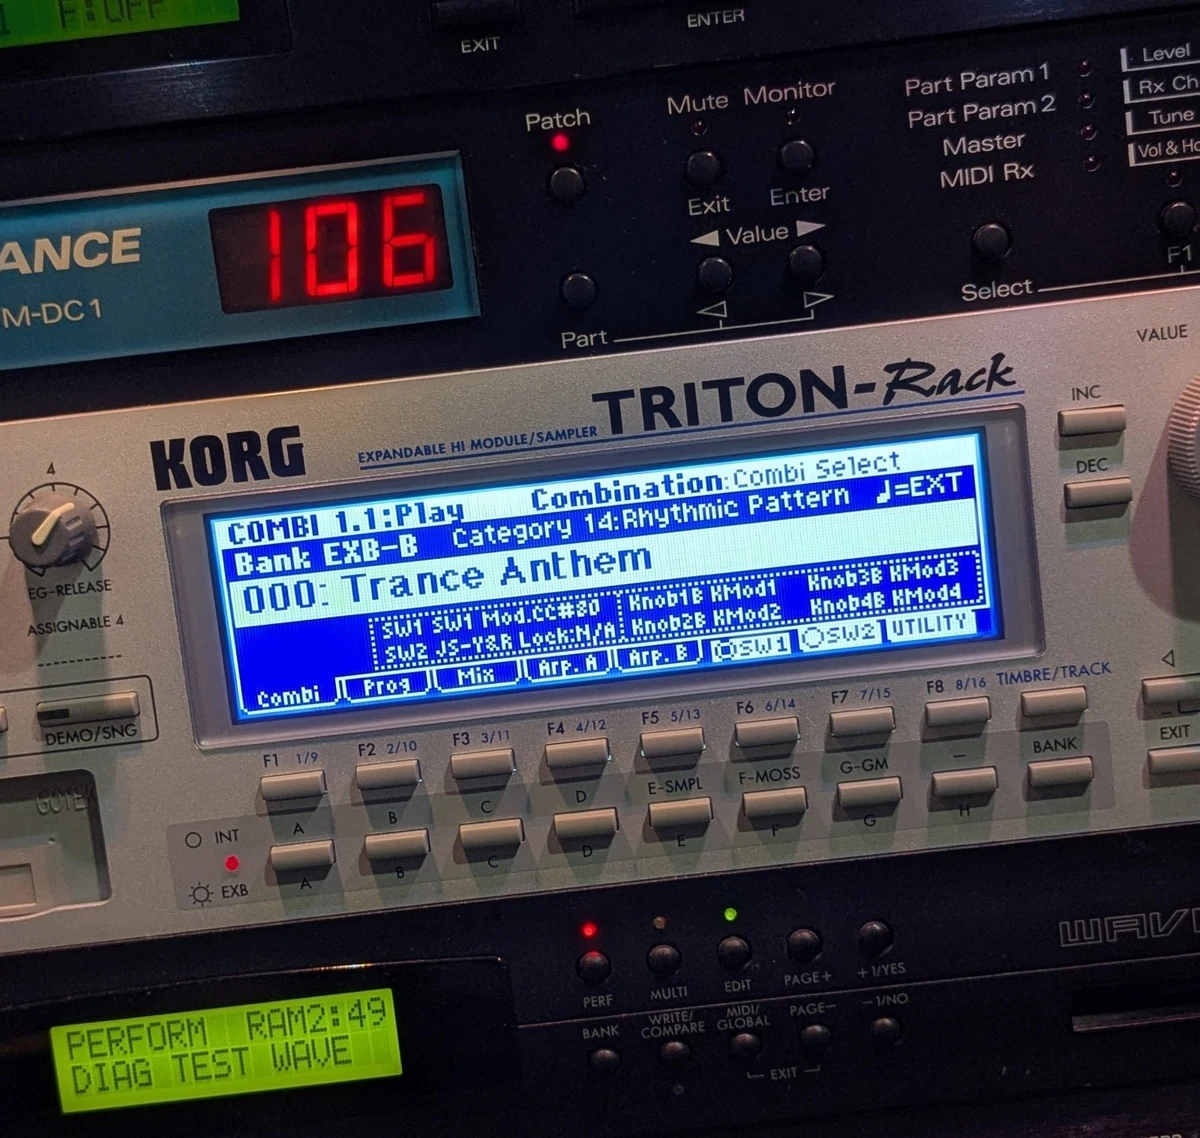 F:OFF
EXIT
ENTER
Patch
Mute
Monitor
Exit
Enter
Value
Part
Part Param 1
Part Param 2
Master
MIDI Rx
Select
Level
Rx Ch
Tune
F1
ANCE
M-DC1
106
KORG
EXPANDABLE HI MODULE/SAMPLER
TRITON-Rack
VALUE
INC
DEC
4
EG-RELEASE
ASSIGNABLE 4
DEMO/SNG
COMBI 1.1:Play Combination:Combi Select
Bank EXB-B Category 14:Rhythmic Pattern ♩=EXT
000: Trance Anthem
SW1 SW1 Mod.CC#80 Knob1B KMod1 Knob3B KMod3
SW2 JS-Y&R Lock:N/A Knob2B KMod2 Knob4B KMod4
Combi Prog Mix Arp. A Arp. B SW1 SW2 UTILITY
F1 1/9 F2 2/10 F3 3/11 F4 4/12 F5 5/13 F6 6/14 F7 7/15 F8 8/16 TIMBRE/TRACK
A B C D E-SMPL F-MOSS G-GM — BANK
A B C D E F G H
INT
EXB
EXIT
GOTEK
PERFORM RAM2:49
DIAG TEST WAVE
PERF MULTI EDIT PAGE+ +1/YES
BANK WRITE/COMPARE MIDI/GLOBAL PAGE− −1/NO
EXIT
WAV